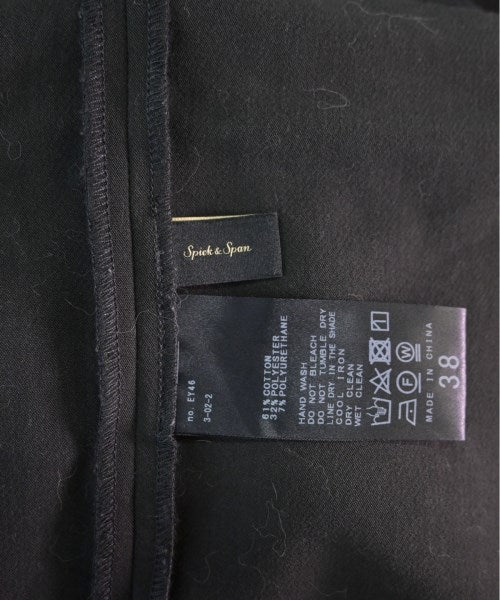 Spick & Span
no. EY46
3-02-2
61% COTTON
32% POLYESTER
7% POLYURETHANE
HAND WASH
DO NOT BLEACH
DO NOT TUMBLE DRY
LINE DRY IN THE SHADE
COOL IRON
DRY CLEAN
WET CLEAN
F W
MADE IN CHINA
38